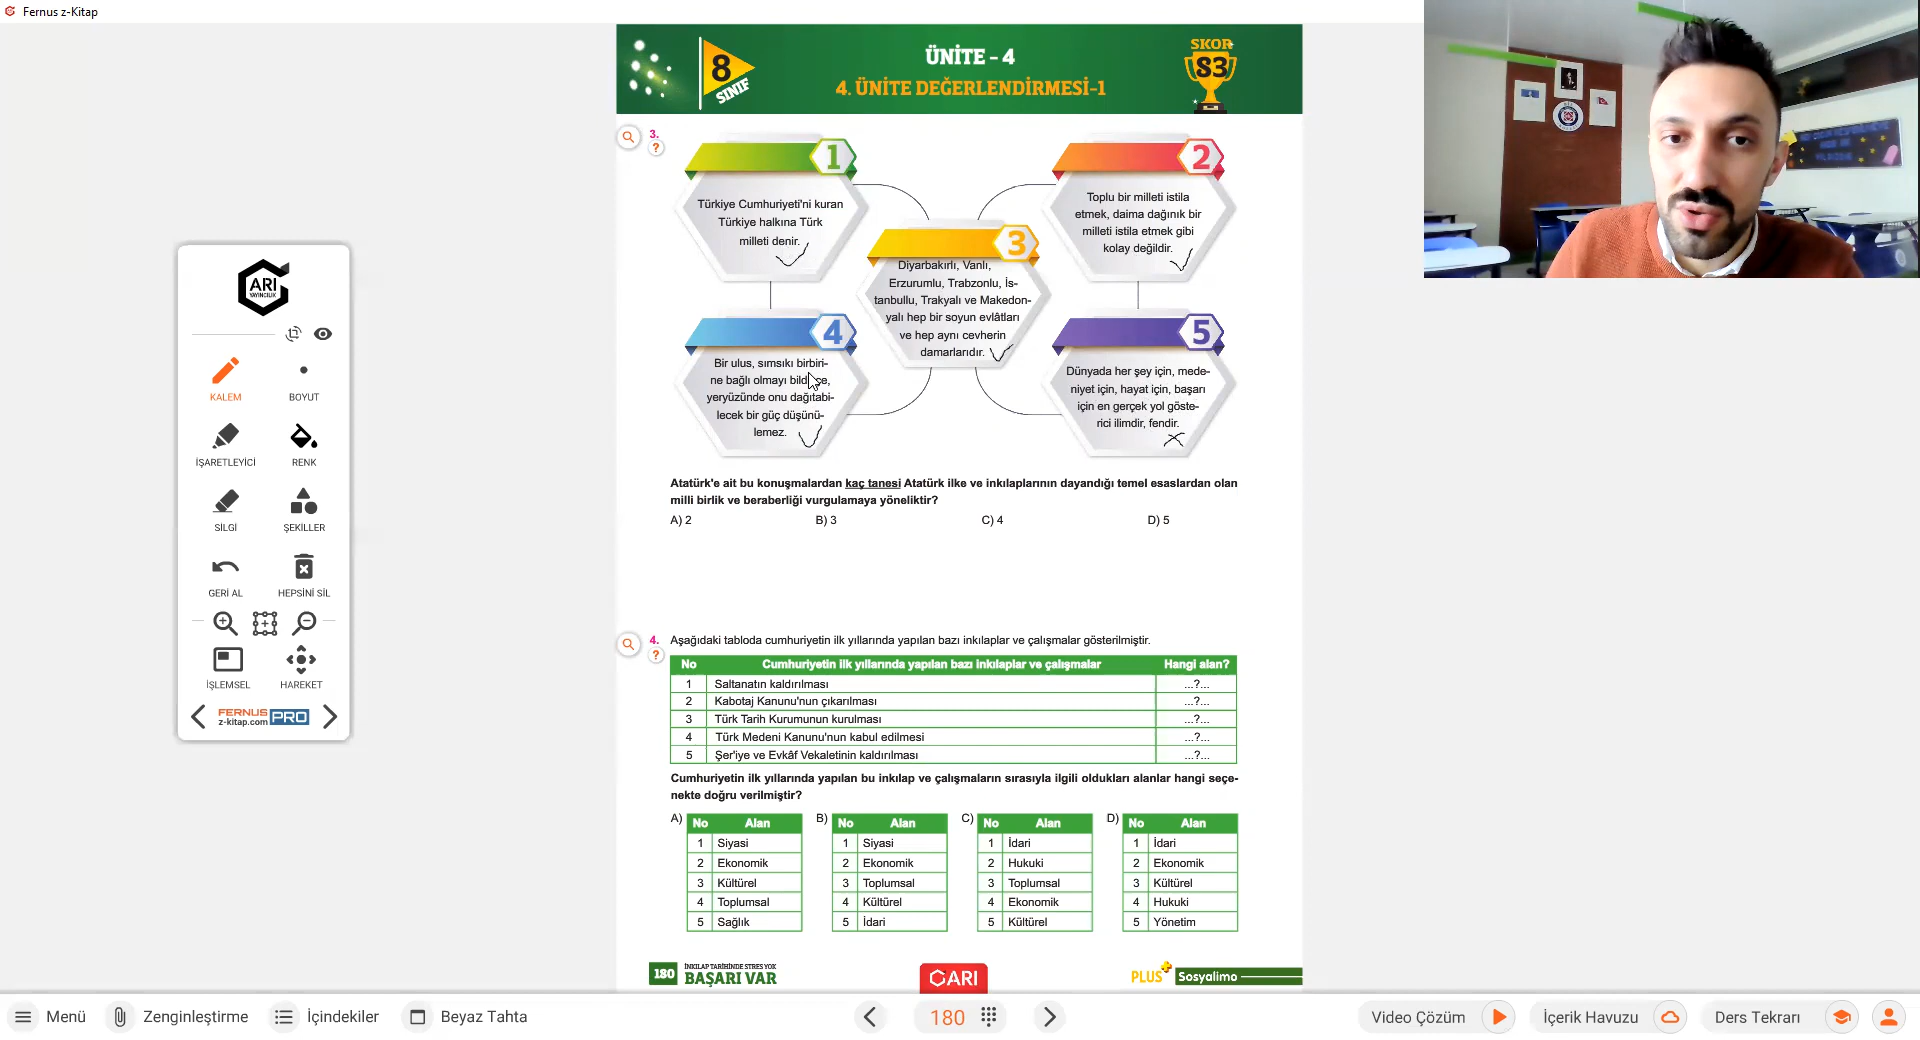 Fernus z-Kitap
8
SINIF
ÜNİTE - 4
4. ÜNİTE DEĞERLENDİRMESİ-1
SKOR
83
3.
?
1
Türkiye Cumhuriyeti'ni kuran
Türkiye halkına Türk
milleti denir.
2
Toplu bir milleti istila
etmek, daima dağınık bir
milleti istila etmek gibi
kolay değildir.
3
Diyarbakırlı, Vanlı,
Erzurumlu, Trabzonlu, İs-
tanbullu, Trakyalı ve Makedon-
yalı hep bir soyun evlâtları
ve hep aynı cevherin
damarlarıdır.
4
Bir ulus, sımsıkı birbiri-
ne bağlı olmayı
yeryüzünde onu dağıtabi-
lecek bir güç düşünü-
lemez.
5
Dünyada her şey için, mede-
niyet için, hayat için, başarı
için en gerçek yol göste-
rici ilimdir, fendir.
Atatürk'e ait bu konuşmalardan kaç tanesi Atatürk ilke ve inkılaplarının dayandığı temel esaslardan olan
milli birlik ve beraberliği vurgulamaya yöneliktir?
A) 2 B) 3 C) 4 D) 5
4. Aşağıdaki tabloda cumhuriyetin ilk yıllarında yapılan bazı inkılaplar ve çalışmalar gösterilmiştir.
?
No Cumhuriyetin ilk yıllarında yapılan bazı inkılaplar ve çalışmalar Hangi alan?
1 Saltanatın kaldırılması ...?...
2 Kabotaj Kanunu'nun çıkarılması ...?...
3 Türk Tarih Kurumunun kurulması ...?...
4 Türk Medeni Kanunu'nun kabul edilmesi ...?...
5 Şer'iye ve Evkâf Vekaletinin kaldırılması ...?...
Cumhuriyetin ilk yıllarında yapılan bu inkılap ve çalışmaların sırasıyla ilgili oldukları alanlar hangi seçe-
nekte doğru verilmiştir?
A) No Alan
1 Siyasi
2 Ekonomik
3 Kültürel
4 Toplumsal
5 Sağlık
B) No Alan
1 Siyasi
2 Ekonomik
3 Toplumsal
4 Kültürel
5 İdari
C) No Alan
1 İdari
2 Hukuki
3 Toplumsal
4 Ekonomik
5 Kültürel
D) No Alan
1 İdari
2 Ekonomik
3 Kültürel
4 Hukuki
5 Yönetim
180 İNKILAP TARİHİNDE STRES YOK
BAŞARI VAR
ARI
PLUS Sosyalimo
ARI
YAYINCILIK
KALEM BOYUT
İŞARETLEYİCİ RENK
SİLGİ ŞEKİLLER
GERİ AL HEPSİNİ SİL
İŞLEMSEL HAREKET
FERNUS
z-kitap.com PRO
Menü Zenginleştirme İçindekiler Beyaz Tahta 180 Video Çözüm İçerik Havuzu Ders Tekrarı